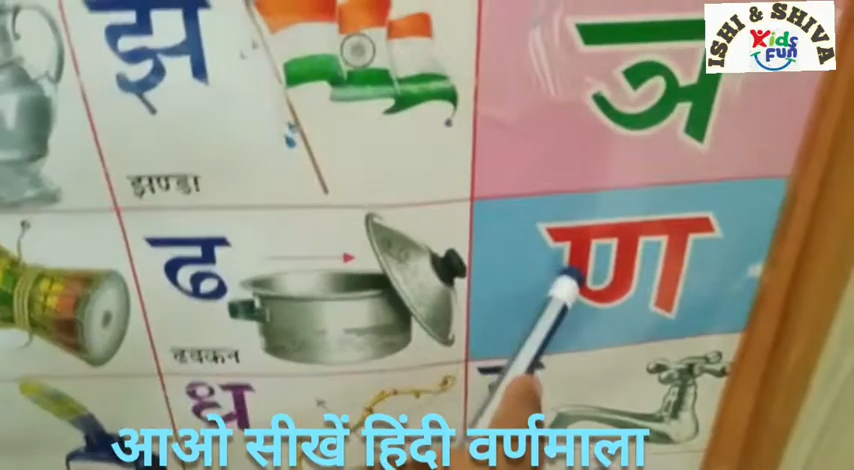 ISHI & SHIVA
Kids
Fun
झ
ञ
झण्डा
ढ
ण
ढक्कन
ध
आओ सीखें हिंदी वर्णमाला